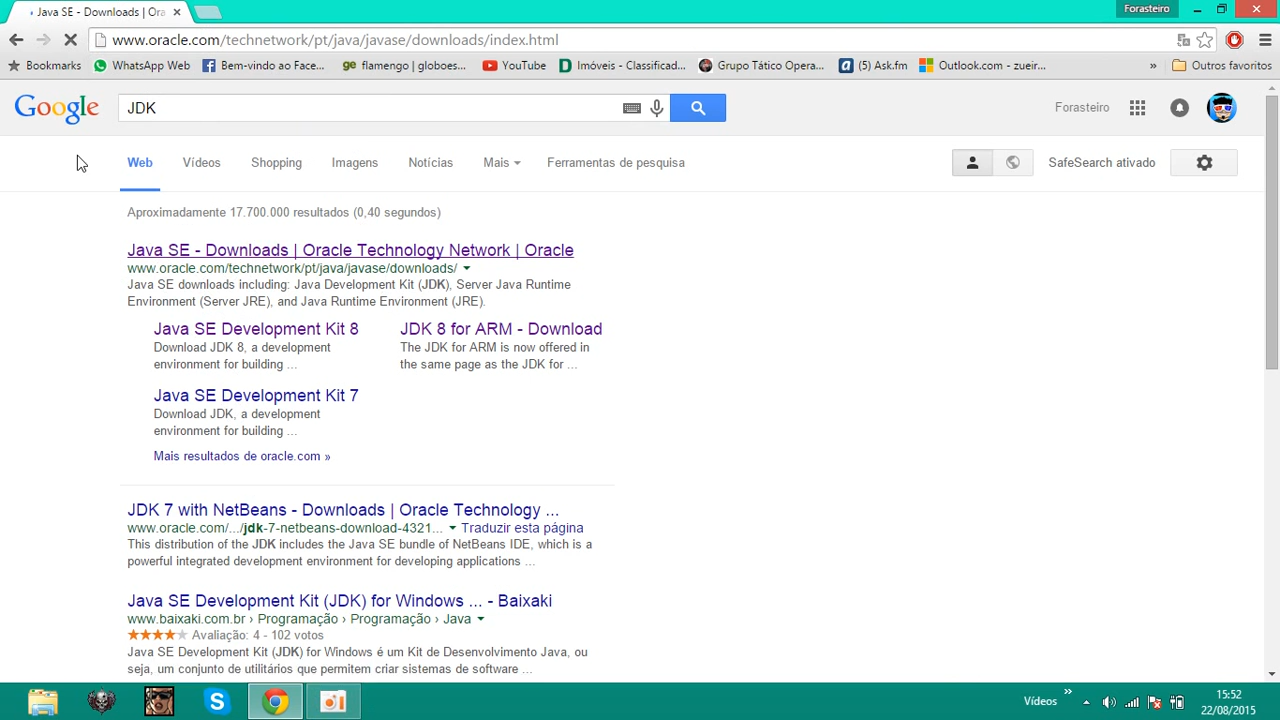 Java SE - Downloads | Ora
Forasteiro
www.oracle.com/technetwork/pt/java/javase/downloads/index.html
Bookmarks WhatsApp Web Bem-vindo ao Face... flamengo | globoes... YouTube Imóveis - Classificad... Grupo Tático Opera... (5) Ask.fm Outlook.com - zueir... » Outros favoritos
Google JDK Forasteiro
Web Vídeos Shopping Imagens Notícias Mais Ferramentas de pesquisa SafeSearch ativado
Aproximadamente 17.700.000 resultados (0,40 segundos)
Java SE - Downloads | Oracle Technology Network | Oracle
www.oracle.com/technetwork/pt/java/javase/downloads/
Java SE downloads including: Java Development Kit (JDK), Server Java Runtime
Environment (Server JRE), and Java Runtime Environment (JRE).
Java SE Development Kit 8
Download JDK 8, a development
environment for building ...
JDK 8 for ARM - Download
The JDK for ARM is now offered in
the same page as the JDK for ...
Java SE Development Kit 7
Download JDK, a development
environment for building ...
Mais resultados de oracle.com »
JDK 7 with NetBeans - Downloads | Oracle Technology ...
www.oracle.com/.../jdk-7-netbeans-download-4321... Traduzir esta página
This distribution of the JDK includes the Java SE bundle of NetBeans IDE, which is a
powerful integrated development environment for developing applications ...
Java SE Development Kit (JDK) for Windows ... - Baixaki
www.baixaki.com.br › Programação › Programação › Java
Avaliação: 4 - 102 votos
Java SE Development Kit (JDK) for Windows é um Kit de Desenvolvimento Java, ou
seja, um conjunto de utilitários que permitem criar sistemas de software ...
Vídeos » 15:52
22/08/2015